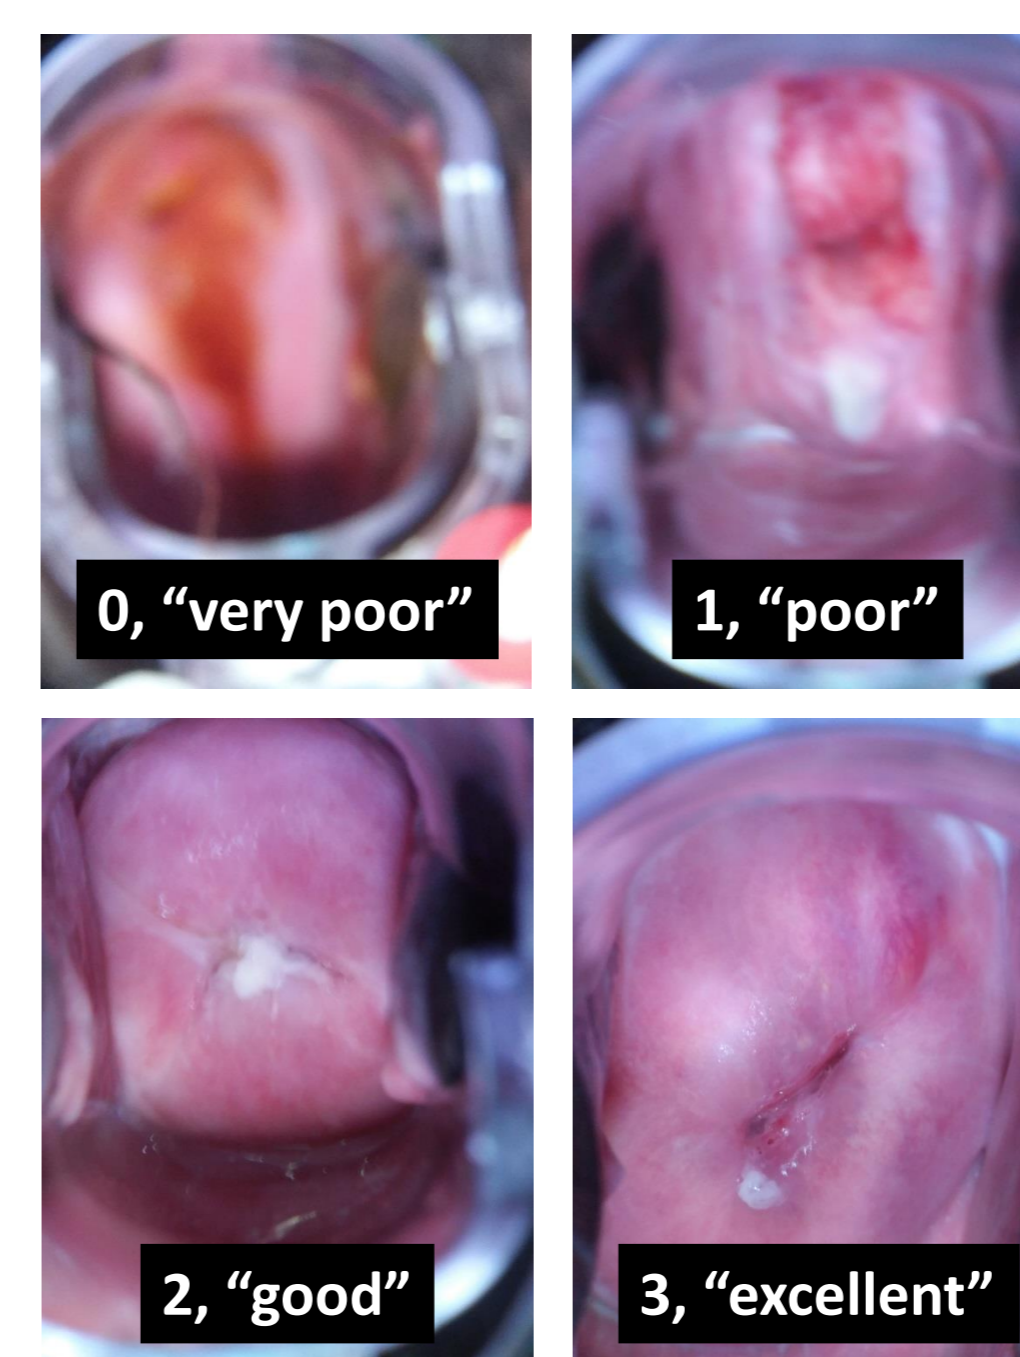 0, “very poor”
1, “poor”
2, “good”
3, “excellent”